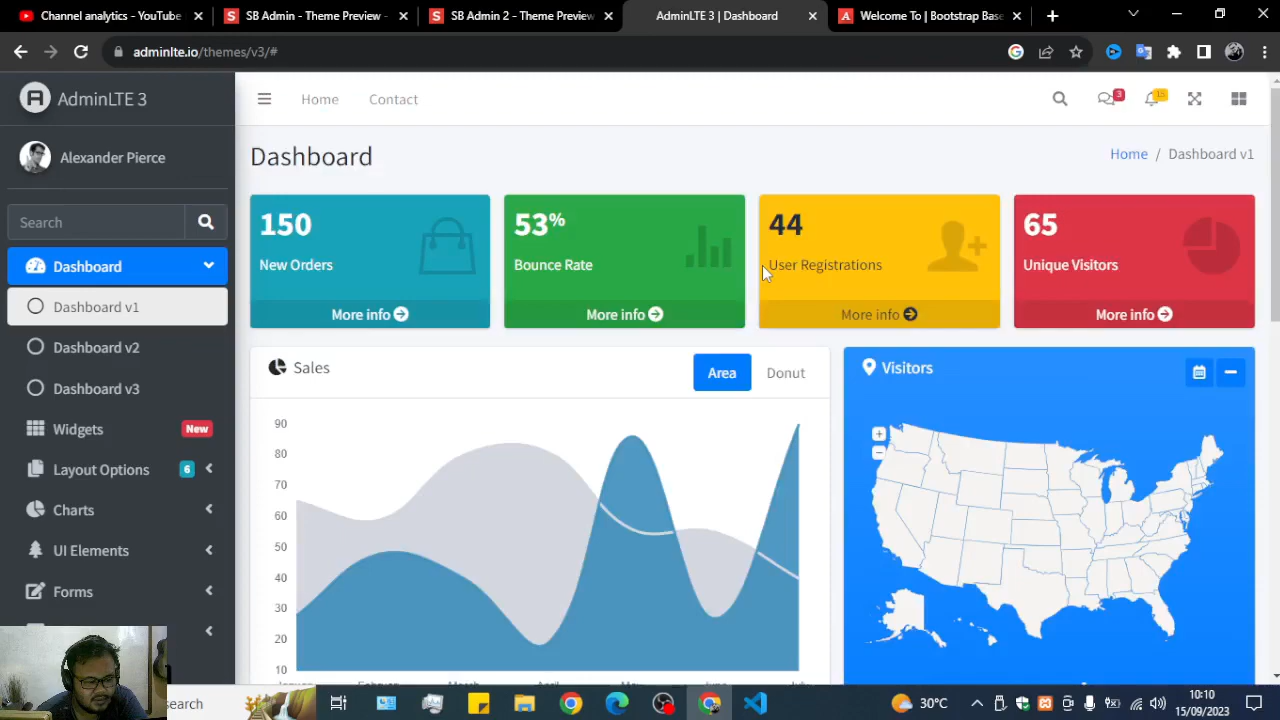 Channel analytics - YouTube
SB Admin - Theme Preview -
SB Admin 2 - Theme Preview
AdminLTE 3 | Dashboard
Welcome To | Bootstrap Base
adminlte.io/themes/v3/#
AdminLTE 3
Home
Contact
3
15
Alexander Pierce
Dashboard
Home / Dashboard v1
Search
Dashboard
Dashboard v1
Dashboard v2
Dashboard v3
Widgets
New
Layout Options
6
Charts
UI Elements
Forms
150
New Orders
More info
53%
Bounce Rate
More info
44
User Registrations
More info
65
Unique Visitors
More info
Sales
Area
Donut
90
80
70
60
50
40
30
20
10
Visitors
+
−
search
30°C
10:10
15/09/2023